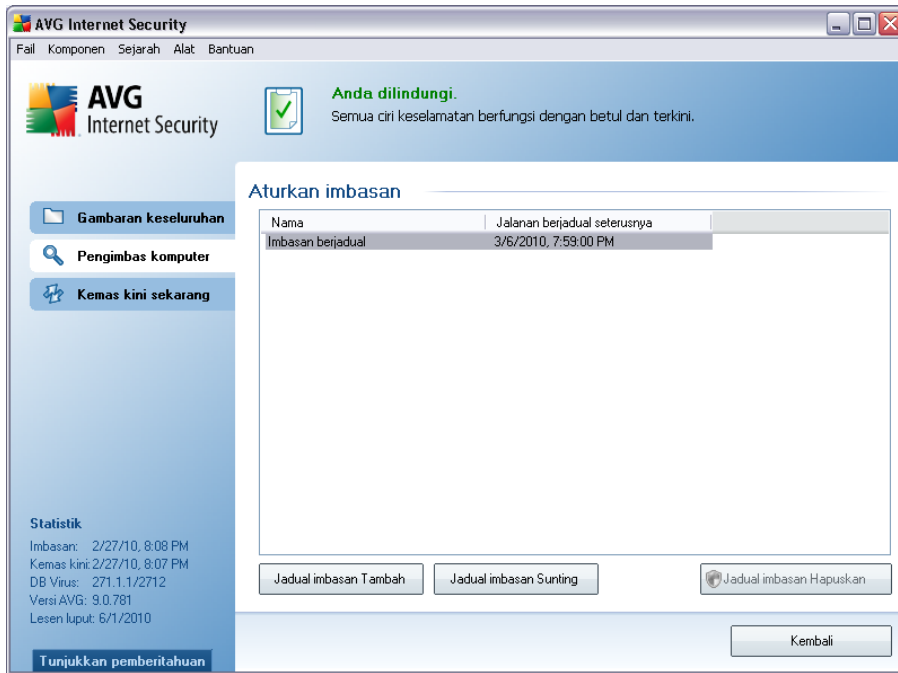 AVG Internet Security
Fail Komponen Sejarah Alat Bantuan
AVG
Internet Security
Anda dilindungi.
Semua ciri keselamatan berfungsi dengan betul dan terkini.
Gambaran keseluruhan
Pengimbas komputer
Kemas kini sekarang
Aturkan imbasan
Nama Jalanan berjadual seterusnya
Imbasan berjadual 3/6/2010, 7:59:00 PM
Jadual imbasan Tambah Jadual imbasan Sunting Jadual imbasan Hapuskan
Statistik
Imbasan: 2/27/10, 8:08 PM
Kemas kini: 2/27/10, 8:07 PM
DB Virus: 271.1.1/2712
Versi AVG: 9.0.781
Lesen luput: 6/1/2010
Tunjukkan pemberitahuan
Kembali